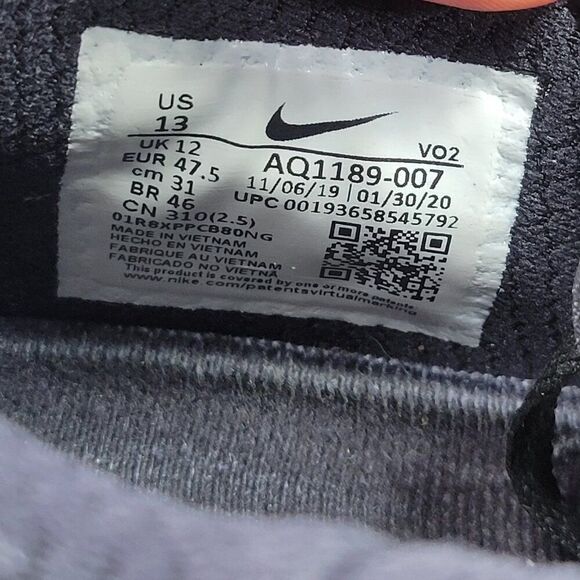 US
13
UK 12
EUR 47.5
cm 31
BR 46
CN 310(2.5)
01R8XPPCB80NG
MADE IN VIETNAM
HECHO EN VIETNAM
FABRIQUE AU VIETNAM
FABRICADO NO VIETNAM
This product is covered by one or more patents.
www.nike.com/patentsvirtualmarking
VO2
AQ1189-007
11/06/19 | 01/30/20
UPC 00193658545792